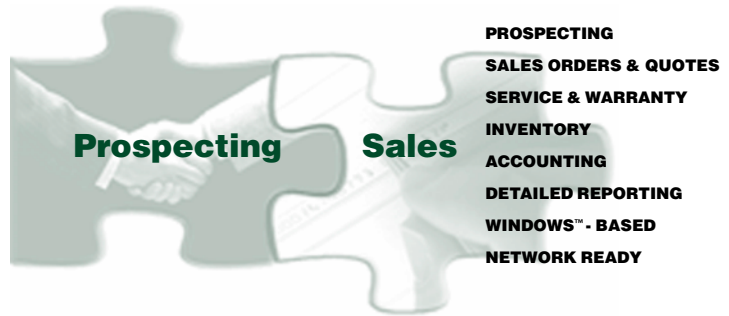 Prospecting
Sales
PROSPECTING
SALES ORDERS & QUOTES
SERVICE & WARRANTY
INVENTORY
ACCOUNTING
DETAILED REPORTING
WINDOWS™ - BASED
NETWORK READY